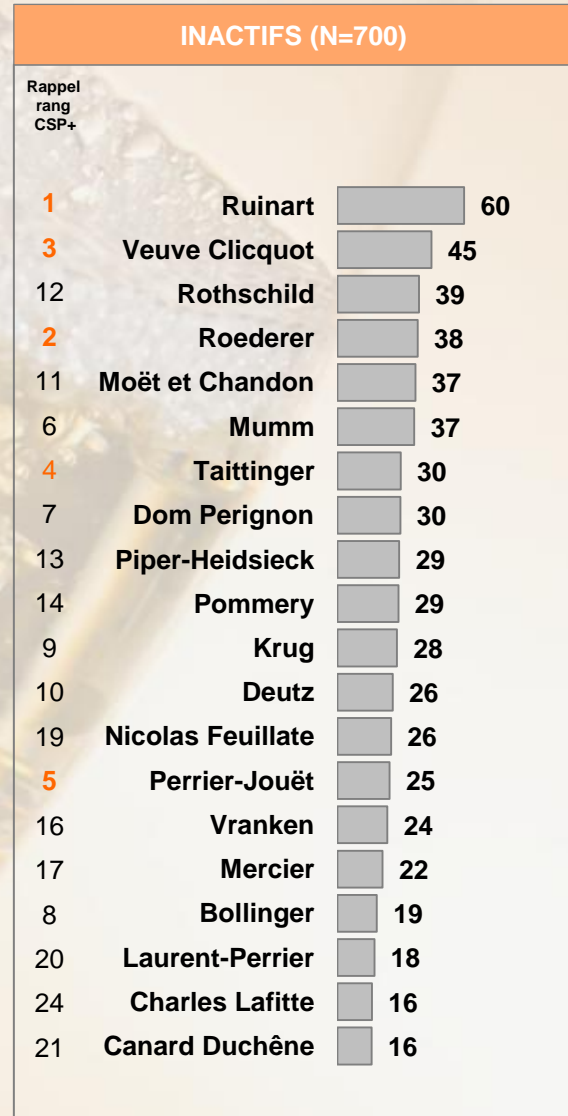 INACTIFS (N=700)
Rappel
rang
CSP+
1 Ruinart 60
3 Veuve Clicquot 45
12 Rothschild 39
2 Roederer 38
11 Moët et Chandon 37
6 Mumm 37
4 Taittinger 30
7 Dom Perignon 30
13 Piper-Heidsieck 29
14 Pommery 29
9 Krug 28
10 Deutz 26
19 Nicolas Feuillate 26
5 Perrier-Jouët 25
16 Vranken 24
17 Mercier 22
8 Bollinger 19
20 Laurent-Perrier 18
24 Charles Lafitte 16
21 Canard Duchêne 16